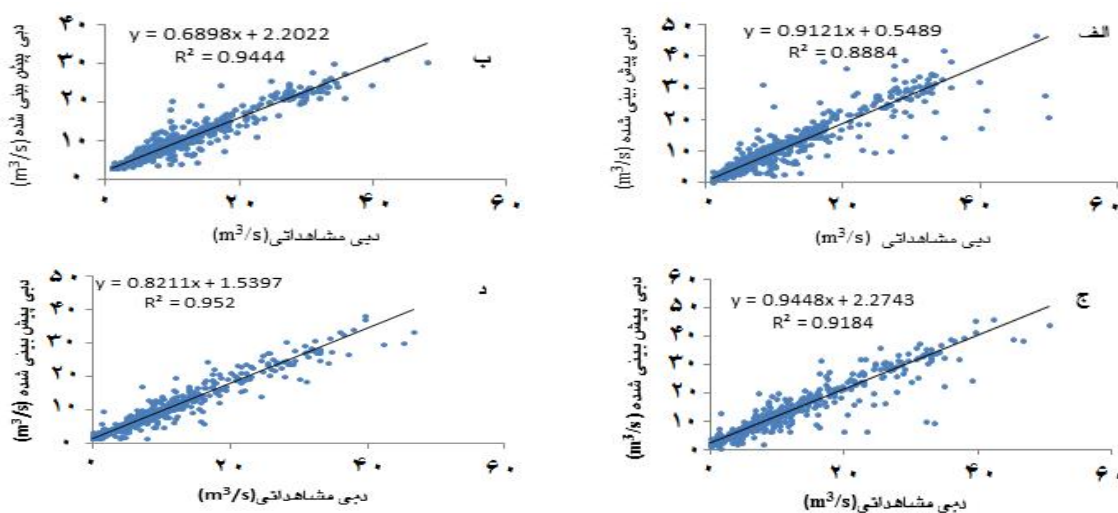 الف
y = 0.9121x + 0.5489
R² = 0.8884
دبی پیش بینی شده (m³/s)
۵۰
۴۰
۳۰
۲۰
۱۰
۰
۰ ۲۰ ۴۰ ۶۰
دبی مشاهداتی (m³/s)
ب
y = 0.6898x + 2.2022
R² = 0.9444
دبی پیش بینی شده (m³/s)
۴۰
۳۰
۲۰
۱۰
۰
۰ ۲۰ ۴۰ ۶۰
دبی مشاهداتی(m³/s)
ج
y = 0.9448x + 2.2743
R² = 0.9184
دبی پیش بینی شده (m³/s)
۶۰
۵۰
۴۰
۳۰
۲۰
۱۰
۰
۰ ۲۰ ۴۰ ۶۰
دبی مشاهداتی(m³/s)
د
y = 0.8211x + 1.5397
R² = 0.952
دبی پیش بینی شده (m³/s)
۵۰
۴۰
۳۰
۲۰
۱۰
۰
۰ ۲۰ ۴۰ ۶۰
دبی مشاهداتی(m³/s)